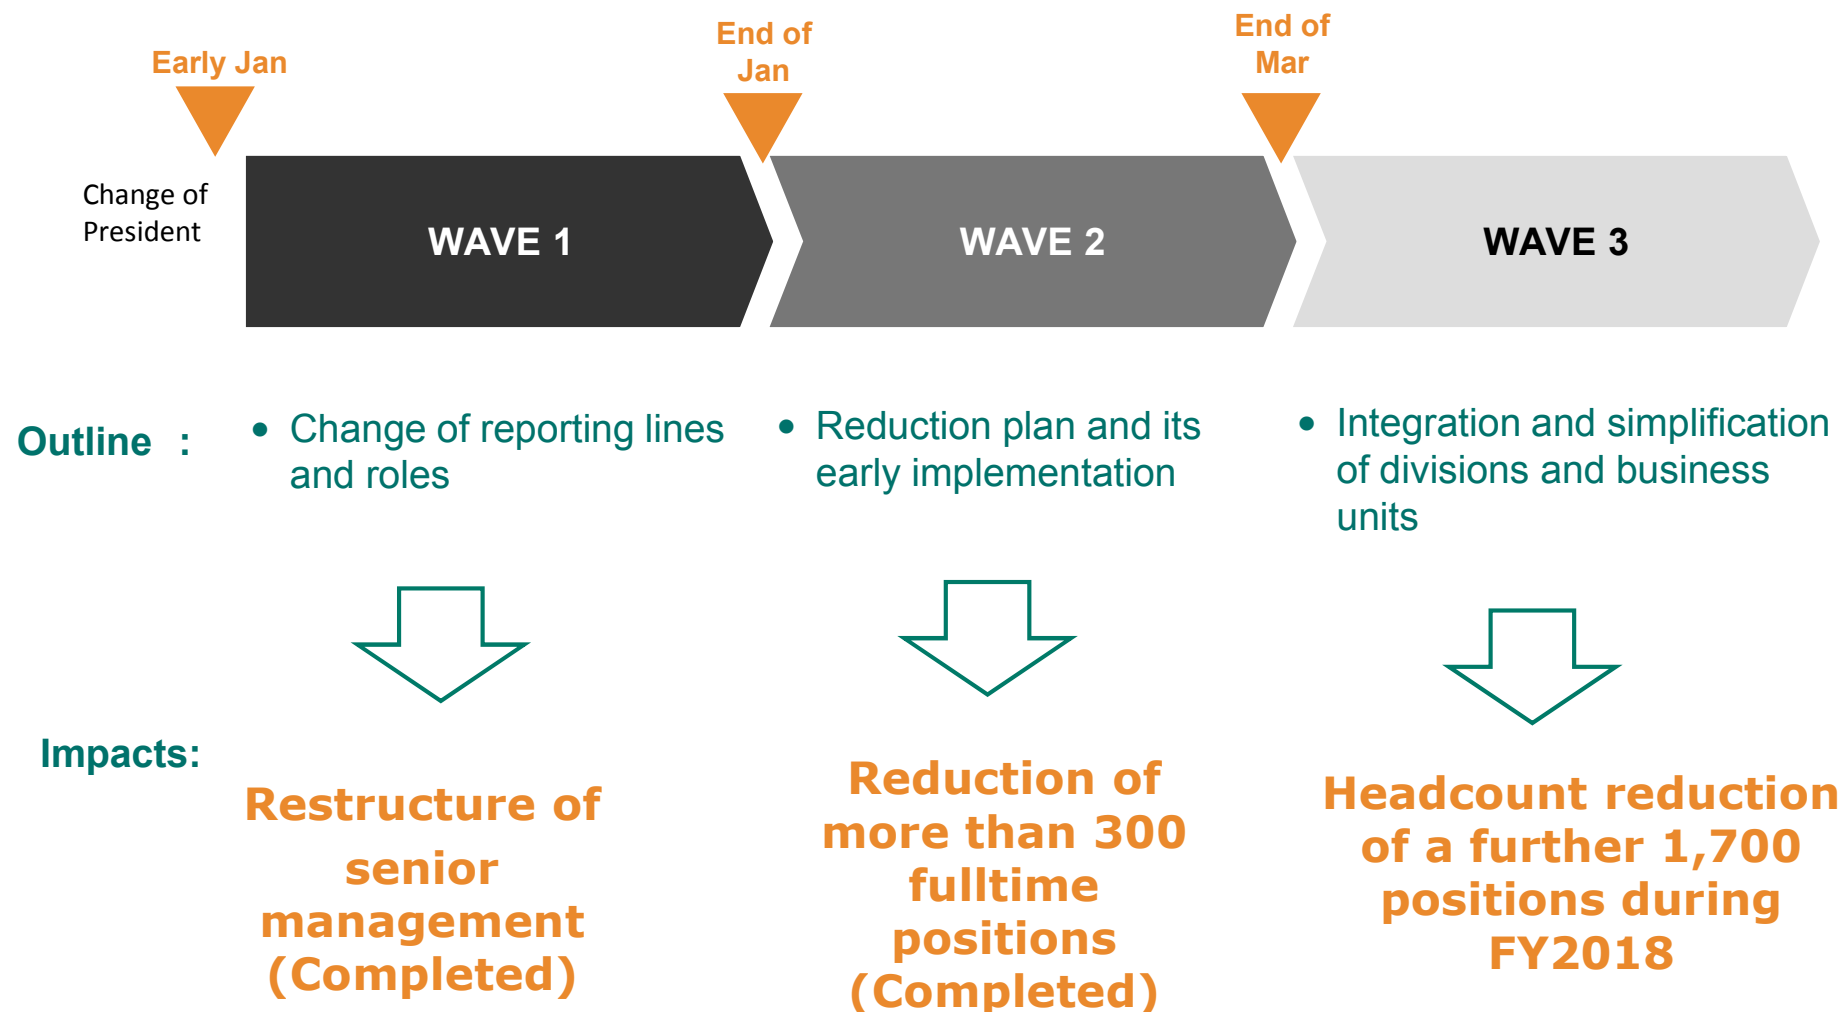 Early Jan
End of
Jan
End of
Mar
Change of
President
WAVE 1
WAVE 2
WAVE 3
Outline :
• Change of reporting lines
and roles
• Reduction plan and its
early implementation
• Integration and simplification
of divisions and business
units
Impacts:
Restructure of
senior
management
(Completed)
Reduction of
more than 300
fulltime
positions
(Completed)
Headcount reduction
of a further 1,700
positions during
FY2018